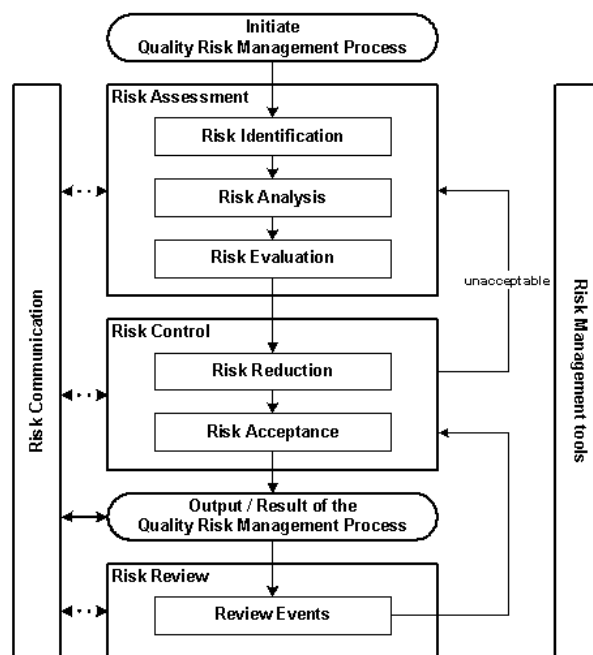 Initiate
Quality Risk Management Process
Risk Assessment
Risk Identification
Risk Analysis
Risk Evaluation
unacceptable
Risk Control
Risk Reduction
Risk Acceptance
Output / Result of the
Quality Risk Management Process
Risk Review
Review Events
Risk Communication
Risk Management tools